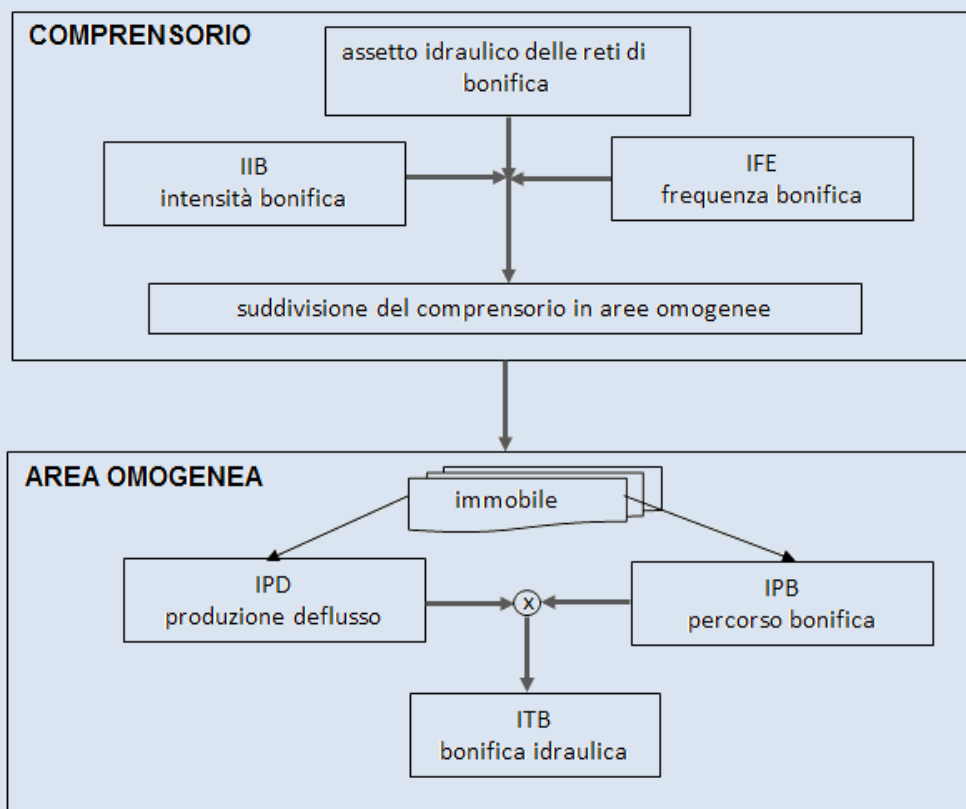 COMPRENSORIO
assetto idraulico delle reti di
bonifica
IIB
intensità bonifica
IFE
frequenza bonifica
suddivisione del comprensorio in aree omogenee
AREA OMOGENEA
immobile
IPD
produzione deflusso
x
IPB
percorso bonifica
ITB
bonifica idraulica